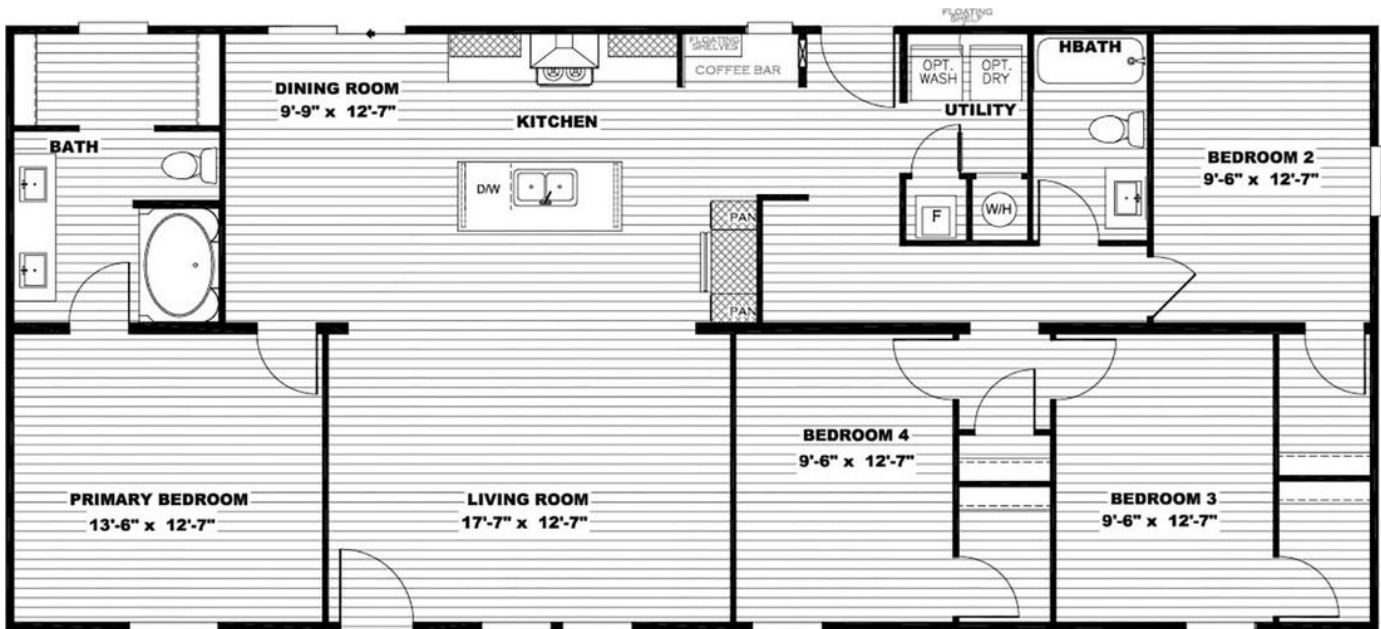 FLOATING
SHELF
FLOATING
SHELVES
COFFEE BAR
HBATH
OPT.
WASH
OPT.
DRY
DINING ROOM
9'-9" x 12'-7"
KITCHEN
UTILITY
BATH
BEDROOM 2
9'-6" x 12'-7"
D/W
PAN
F
W/H
PAN
BEDROOM 4
9'-6" x 12'-7"
PRIMARY BEDROOM
13'-6" x 12'-7"
LIVING ROOM
17'-7" x 12'-7"
BEDROOM 3
9'-6" x 12'-7"